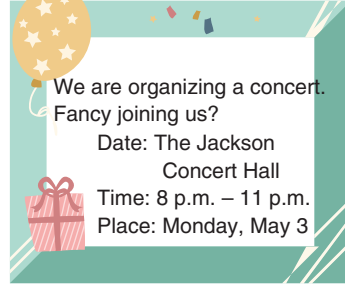 We are organizing a concert.
Fancy joining us?
Date: The Jackson
Concert Hall
Time: 8 p.m. – 11 p.m.
Place: Monday, May 3